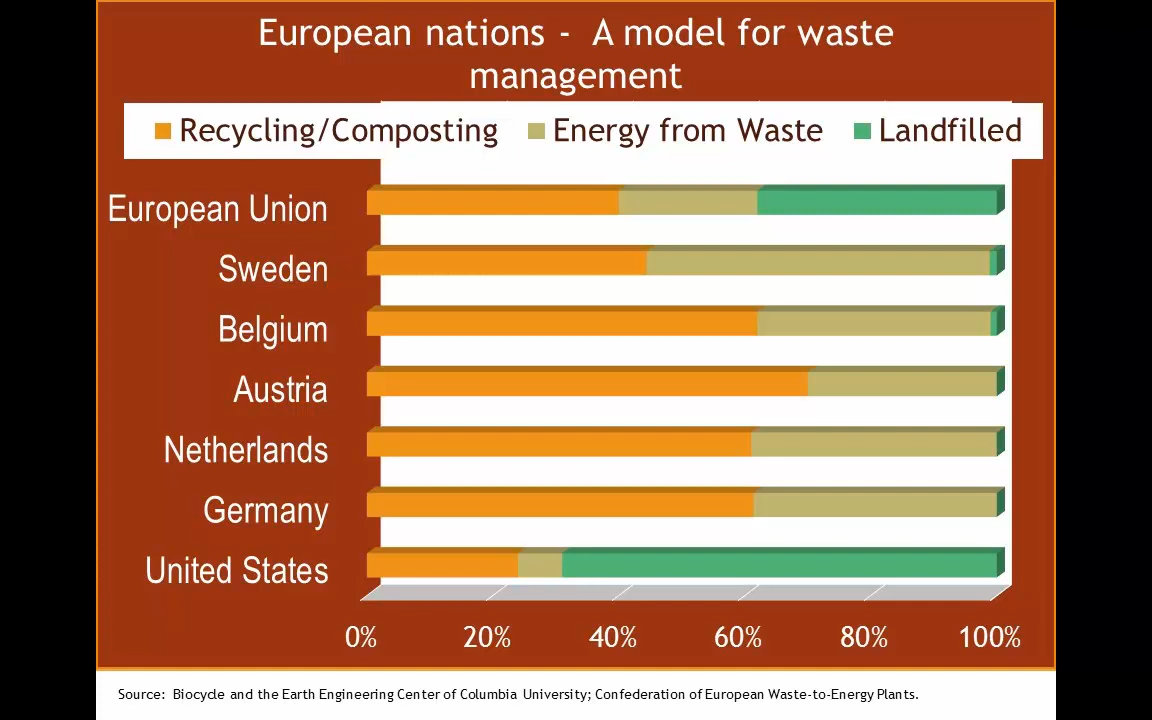 European nations -  A model for waste
management
Recycling/Composting Energy from Waste Landfilled
European Union
Sweden
Belgium
Austria
Netherlands
Germany
United States
0% 20% 40% 60% 80% 100%
Source:  Biocycle and the Earth Engineering Center of Columbia University; Confederation of European Waste-to-Energy Plants.